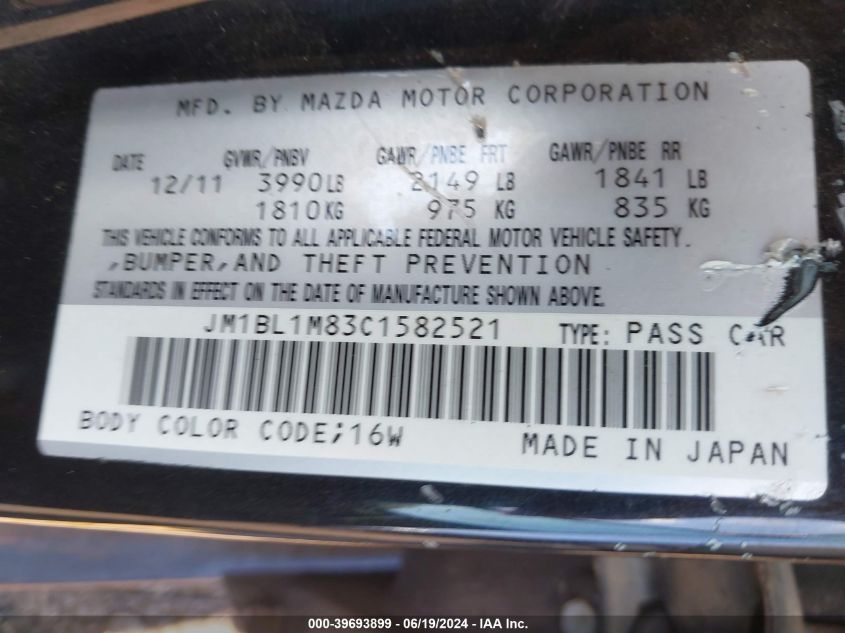 MFD. BY MAZDA MOTOR CORPORATION
DATE GVWR/PNBV GAWR/PNBE FRT GAWR/PNBE RR
12/11 3990LB 2149 LB 1841 LB
1810KG 975 KG 835 KG
THIS VEHICLE CONFORMS TO ALL APPLICABLE FEDERAL MOTOR VEHICLE SAFETY.
,BUMPER,AND THEFT PREVENTION
STANDARDS IN EFFECT ON THE DATE OF MANUFACTURE SHOWN ABOVE.
JM1BL1M83C1582521 TYPE: PASS CAR
BODY COLOR CODE;16W MADE IN JAPAN
000-39693899 - 06/19/2024 - IAA Inc.